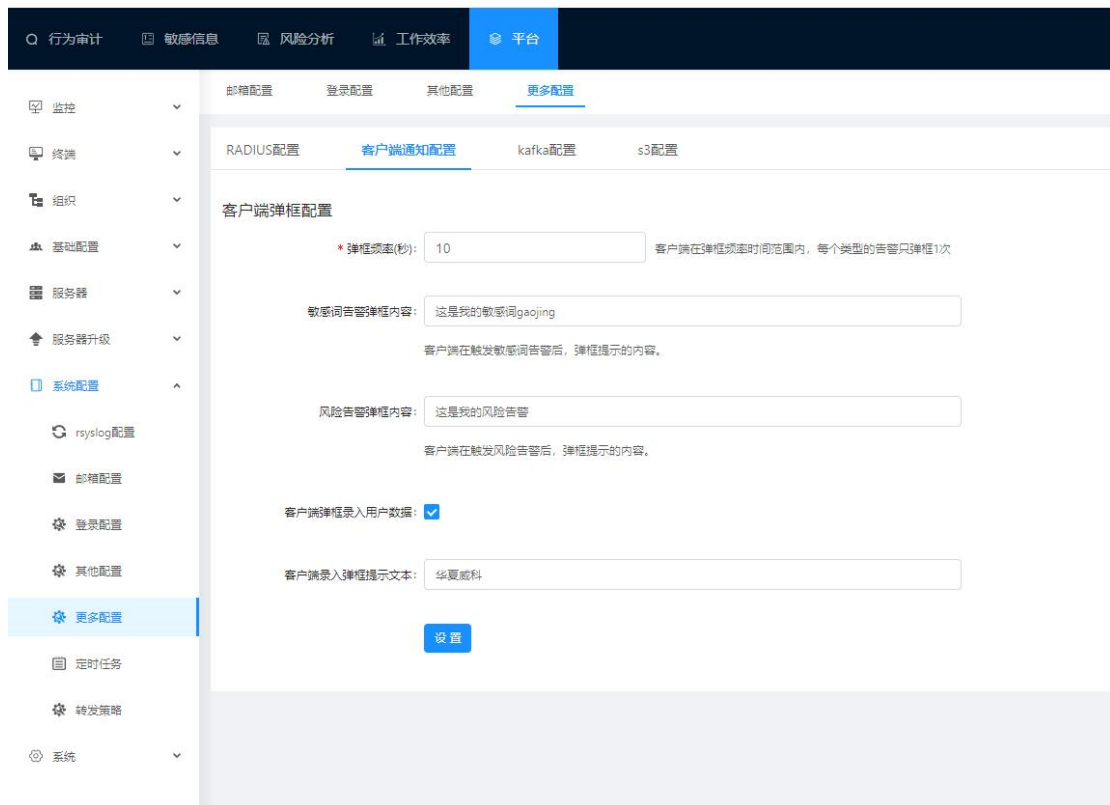 行为审计 敏感信息 风险分析 工作效率 平台
监控
终端
组织
基础配置
服务器
服务器升级
系统配置
rsyslog配置
邮箱配置
登录配置
其他配置
更多配置
定时任务
转发策略
系统
邮箱配置 登录配置 其他配置 更多配置
RADIUS配置 客户端通知配置 kafka配置 s3配置
客户端弹框配置
* 弹框频率(秒): 10 客户端在弹框频率时间范围内，每个类型的告警只弹框1次
敏感词告警弹框内容: 这是我的敏感词gaojing
客户端在触发敏感词告警后，弹框提示的内容。
风险告警弹框内容: 这是我的风险告警
客户端在触发风险告警后，弹框提示的内容。
客户端弹框录入用户数据:
客户端录入弹框提示文本: 华夏威科
设 置